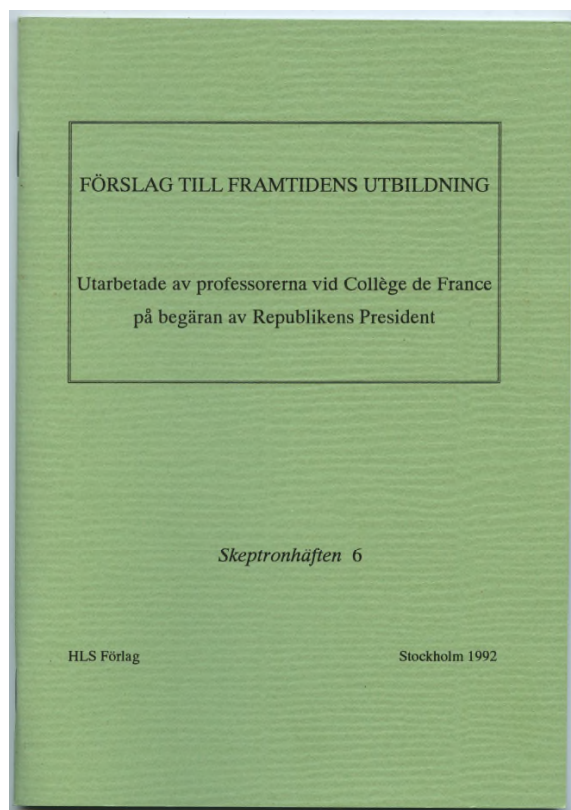 FÖRSLAG TILL FRAMTIDENS UTBILDNING
Utarbetade av professorerna vid Collège de France
på begäran av Republikens President
Skeptronhäften 6
HLS Förlag
Stockholm 1992